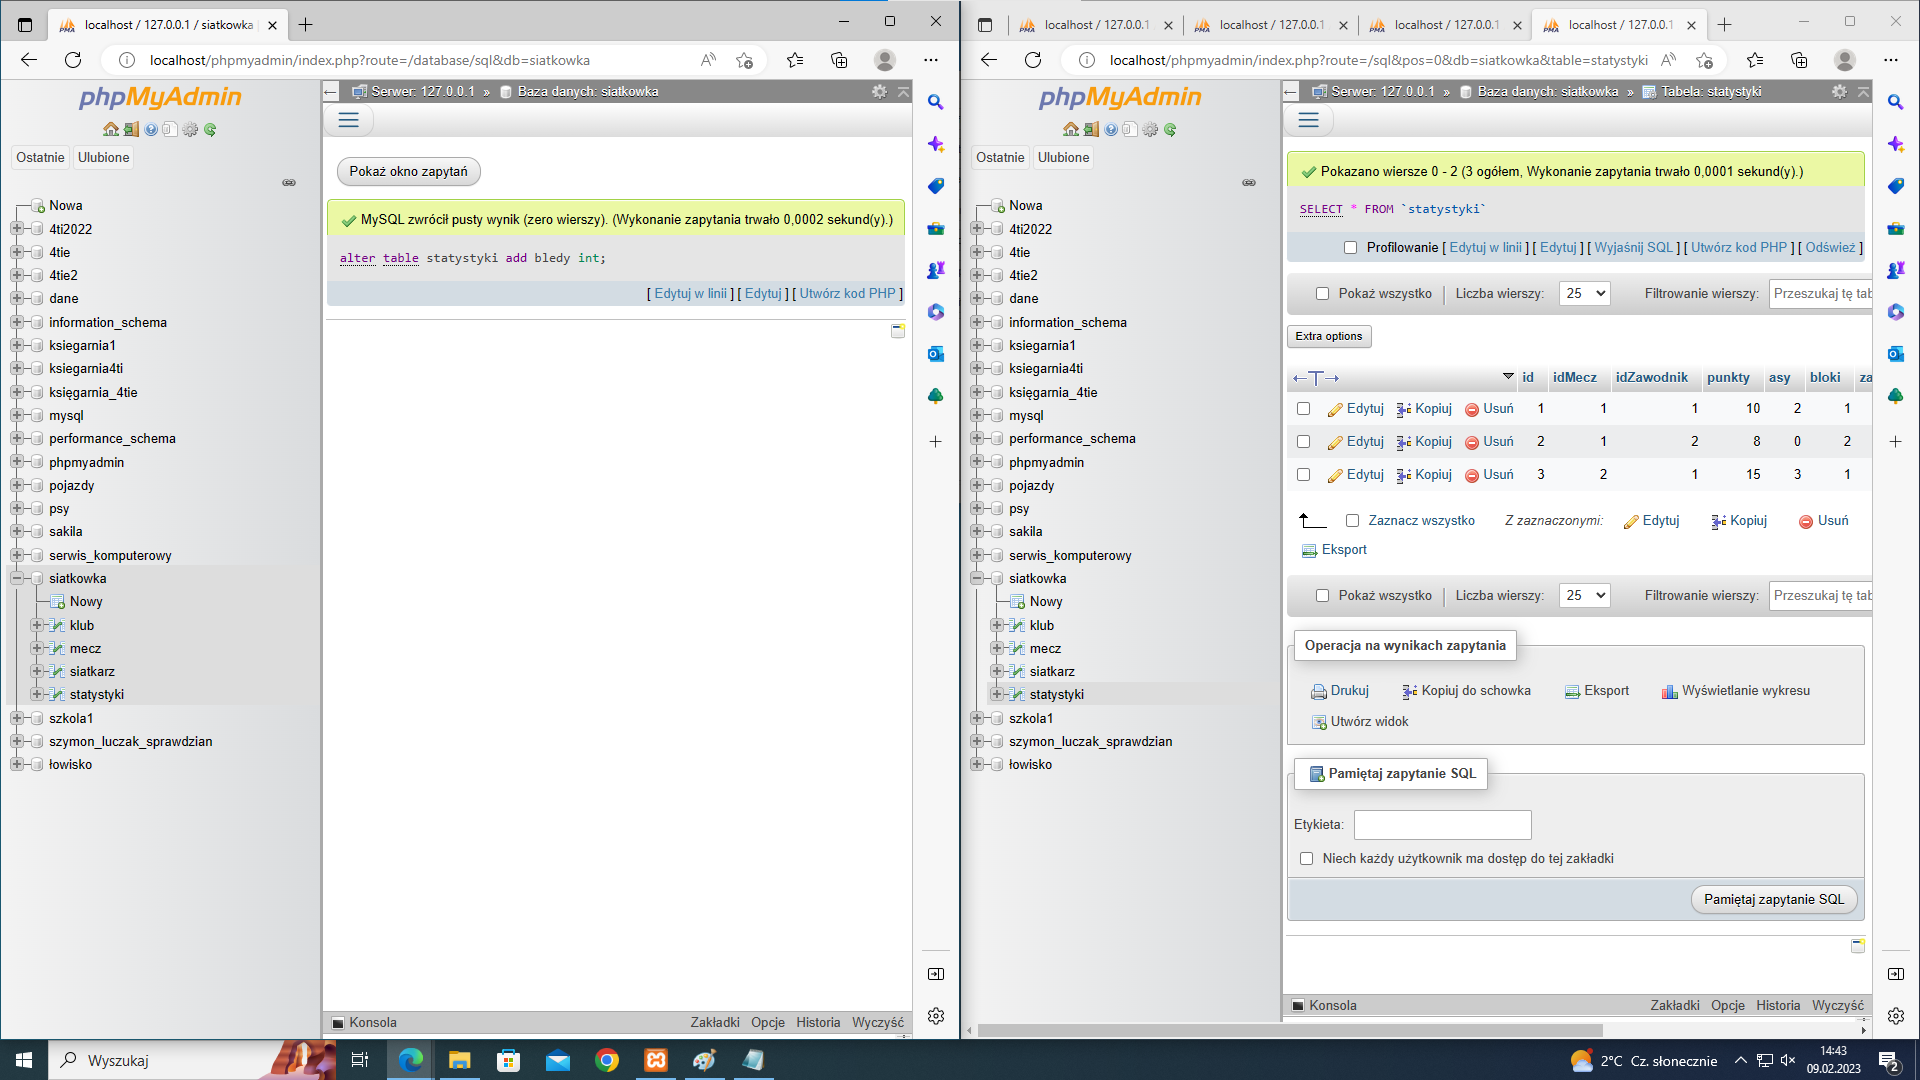 localhost / 127.0.0.1 / siatkowka
localhost/phpmyadmin/index.php?route=/database/sql&db=siatkowka
phpMyAdmin
Ostatnie
Ulubione
Nowa
4ti2022
4tie
4tie2
dane
information_schema
ksiegarnia1
ksiegarnia4ti
księgarnia_4tie
mysql
performance_schema
phpmyadmin
pojazdy
psy
sakila
serwis_komputerowy
siatkowka
Nowy
klub
mecz
siatkarz
statystyki
szkola1
szymon_luczak_sprawdzian
łowisko
Serwer: 127.0.0.1 » Baza danych: siatkowka
Pokaż okno zapytań
MySQL zwrócił pusty wynik (zero wierszy). (Wykonanie zapytania trwało 0,0002 sekund(y).)
alter table statystyki add bledy int;
[ Edytuj w linii ] [ Edytuj ] [ Utwórz kod PHP ]
Konsola
Zakładki Opcje Historia Wyczyść
localhost / 127.0.0.1
localhost / 127.0.0.1
localhost / 127.0.0.1
localhost / 127.0.0.1
localhost/phpmyadmin/index.php?route=/sql&pos=0&db=siatkowka&table=statystyki
phpMyAdmin
Ostatnie
Ulubione
Nowa
4ti2022
4tie
4tie2
dane
information_schema
ksiegarnia1
ksiegarnia4ti
księgarnia_4tie
mysql
performance_schema
phpmyadmin
pojazdy
psy
sakila
serwis_komputerowy
siatkowka
Nowy
klub
mecz
siatkarz
statystyki
szkola1
szymon_luczak_sprawdzian
łowisko
Serwer: 127.0.0.1 » Baza danych: siatkowka » Tabela: statystyki
Pokazano wiersze 0 - 2 (3 ogółem, Wykonanie zapytania trwało 0,0001 sekund(y).)
SELECT * FROM `statystyki`
Profilowanie [ Edytuj w linii ] [ Edytuj ] [ Wyjaśnij SQL ] [ Utwórz kod PHP ] [ Odśwież ]
Pokaż wszystko Liczba wierszy: 25 Filtrowanie wierszy: Przeszukaj tę tab
Extra options
id idMecz idZawodnik punkty asy bloki za
Edytuj Kopiuj Usuń 1 1 1 10 2 1
Edytuj Kopiuj Usuń 2 1 2 8 0 2
Edytuj Kopiuj Usuń 3 2 1 15 3 1
Zaznacz wszystko Z zaznaczonymi: Edytuj Kopiuj Usuń
Eksport
Pokaż wszystko Liczba wierszy: 25 Filtrowanie wierszy: Przeszukaj tę tab
Operacja na wynikach zapytania
Drukuj Kopiuj do schowka Eksport Wyświetlanie wykresu
Utwórz widok
Pamiętaj zapytanie SQL
Etykieta:
Niech każdy użytkownik ma dostęp do tej zakładki
Pamiętaj zapytanie SQL
Konsola
Zakładki Opcje Historia Wyczyść
Wyszukaj
2°C Cz. słonecznie
14:43
09.02.2023
2